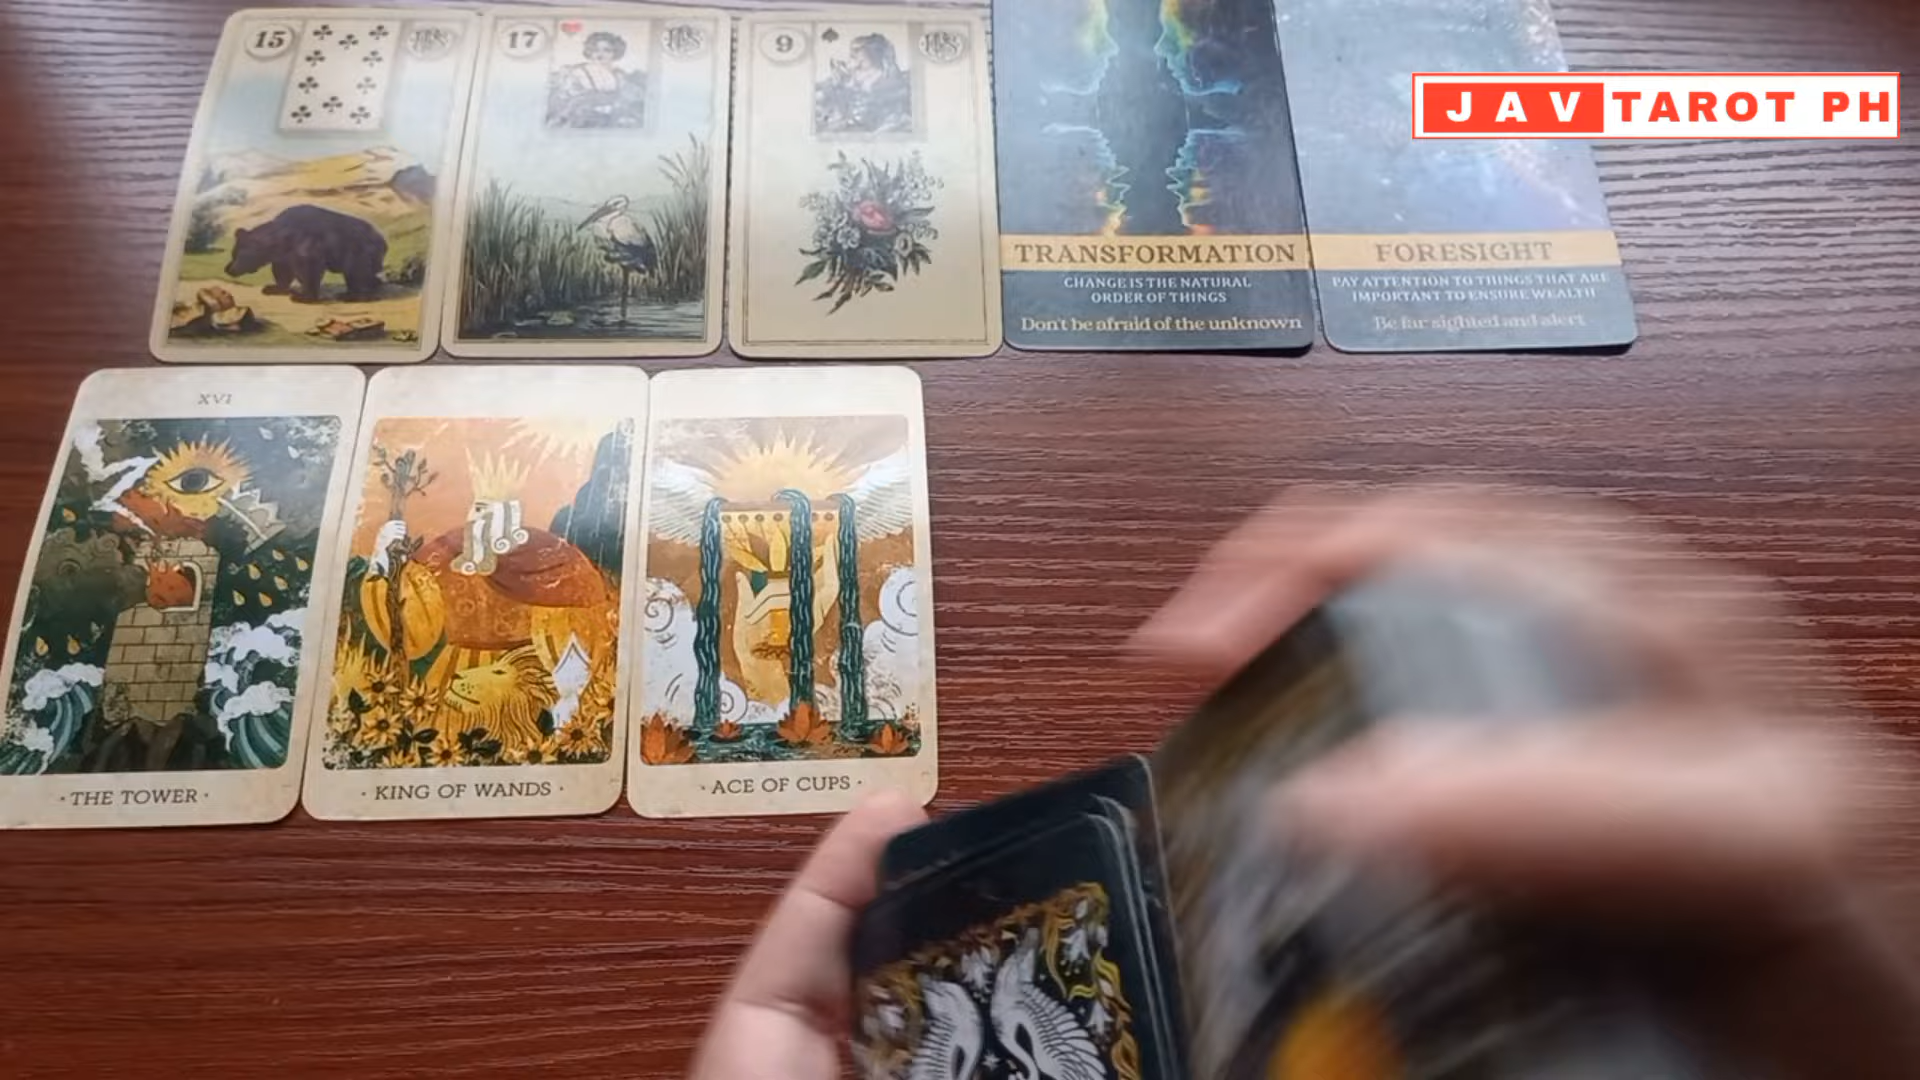 15
17
9
JAV TAROT PH
TRANSFORMATION
CHANGE IS THE NATURAL
ORDER OF THINGS
Don't be afraid of the unknown
FORESIGHT
PAY ATTENTION TO THINGS THAT ARE
IMPORTANT TO ENSURE WEALTH
Be far sighted and alert
XVI
· THE TOWER ·
· KING OF WANDS ·
· ACE OF CUPS ·